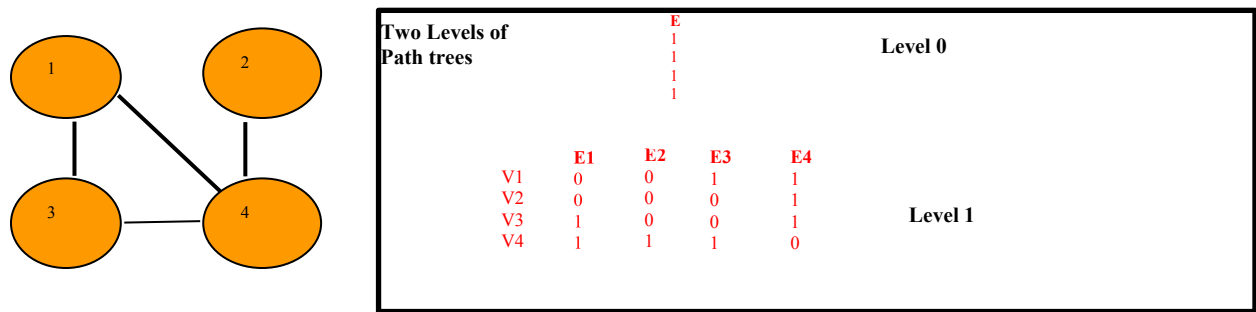 1
2
3
4
Two Levels of
Path trees
E
1
1
1
1
Level 0
E1 E2 E3 E4
V1 0 0 1 1
V2 0 0 0 1
V3 1 0 0 1
V4 1 1 1 0
Level 1